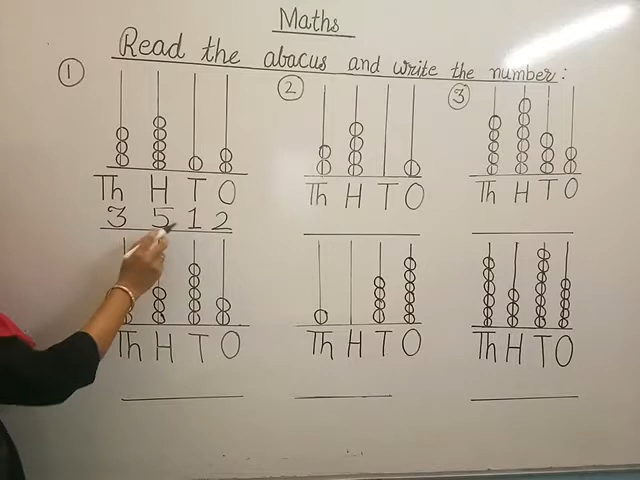 Maths
Read the abacus and write the number:
① ② ③
Th H T O Th H T O Th H T O
3 5 1 2
Th H T O Th H T O Th H T O